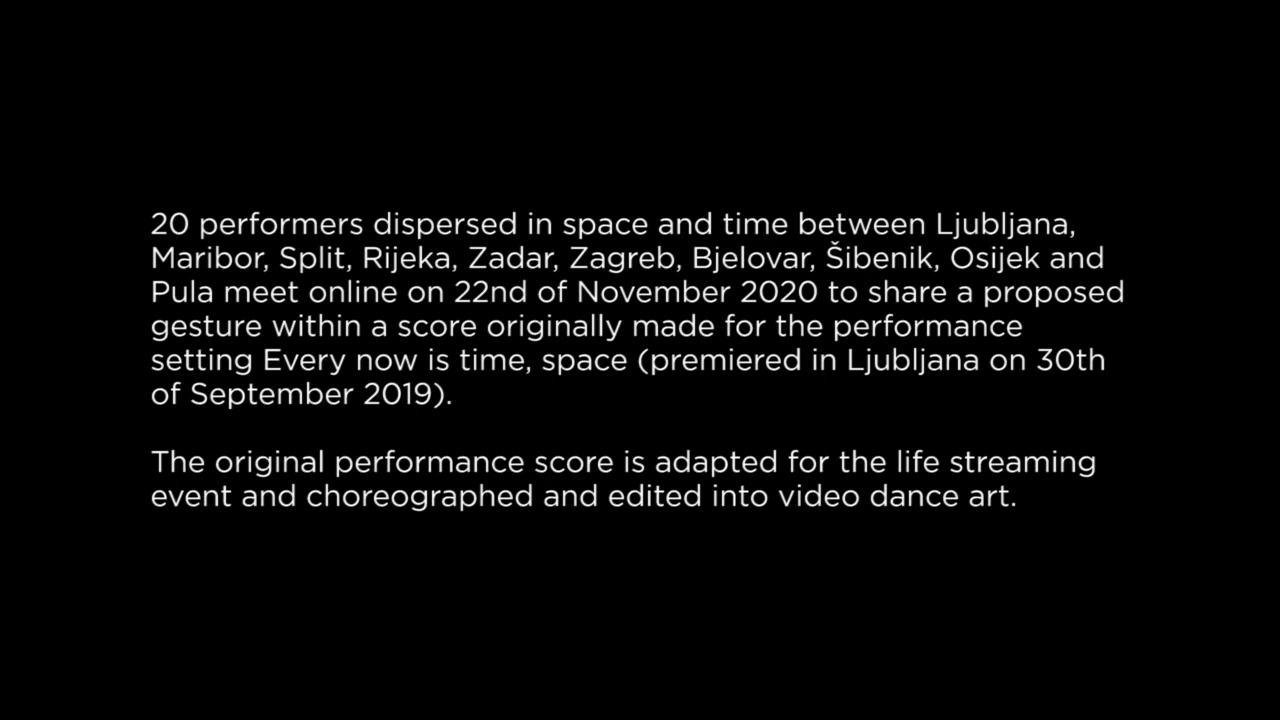 20 performers dispersed in space and time between Ljubljana,
Maribor, Split, Rijeka, Zadar, Zagreb, Bjelovar, Šibenik, Osijek and
Pula meet online on 22nd of November 2020 to share a proposed
gesture within a score originally made for the performance
setting Every now is time, space (premiered in Ljubljana on 30th
of September 2019).
The original performance score is adapted for the life streaming
event and choreographed and edited into video dance art.